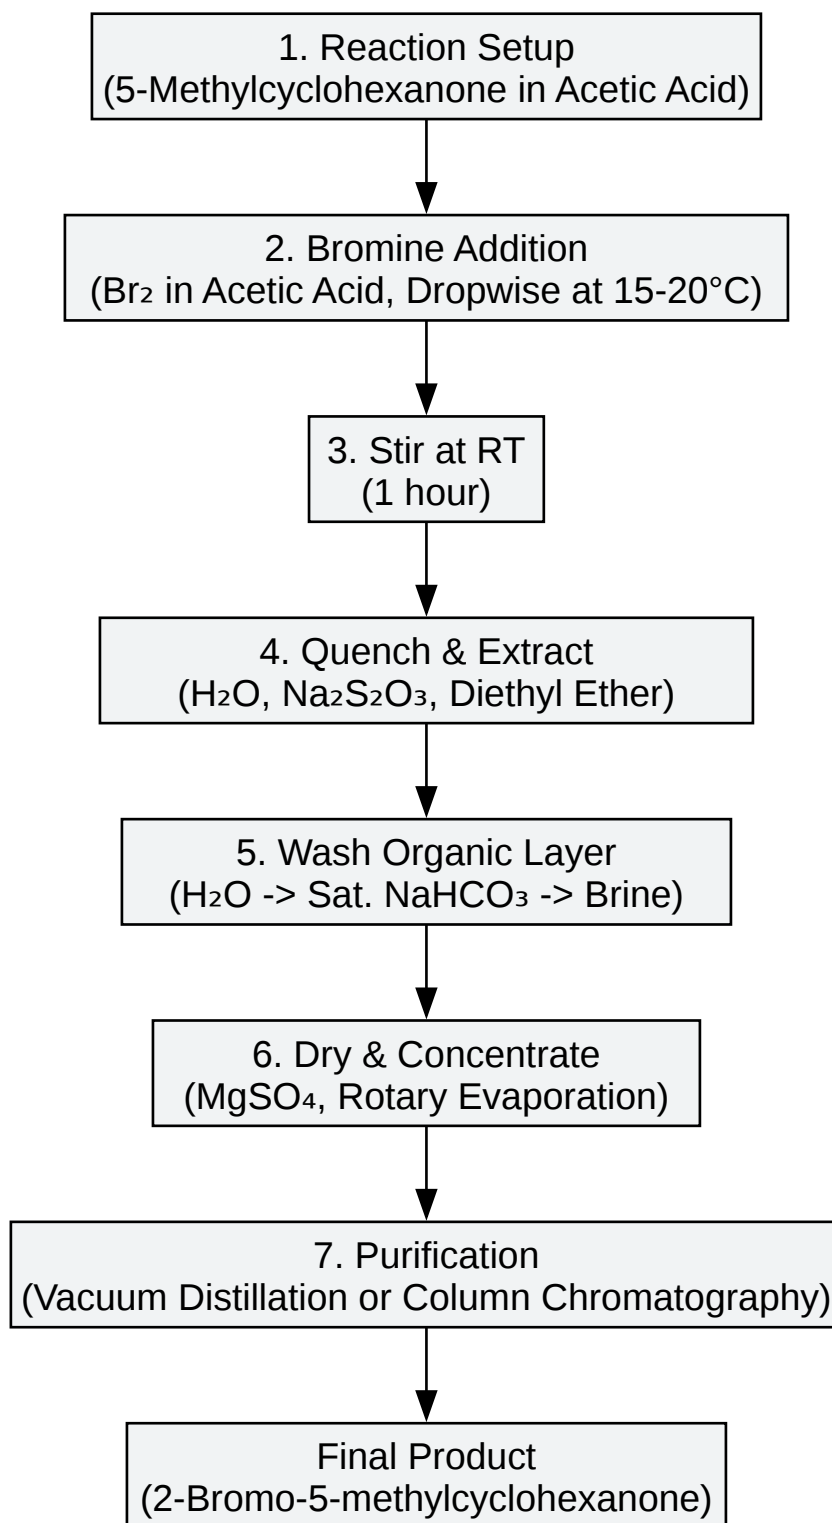 1. Reaction Setup
(5-Methylcyclohexanone in Acetic Acid)
2. Bromine Addition
(Br₂ in Acetic Acid, Dropwise at 15-20°C)
3. Stir at RT
(1 hour)
4. Quench & Extract
(H₂O, Na₂S₂O₃, Diethyl Ether)
5. Wash Organic Layer
(H₂O -> Sat. NaHCO₃ -> Brine)
6. Dry & Concentrate
(MgSO₄, Rotary Evaporation)
7. Purification
(Vacuum Distillation or Column Chromatography)
Final Product
(2-Bromo-5-methylcyclohexanone)